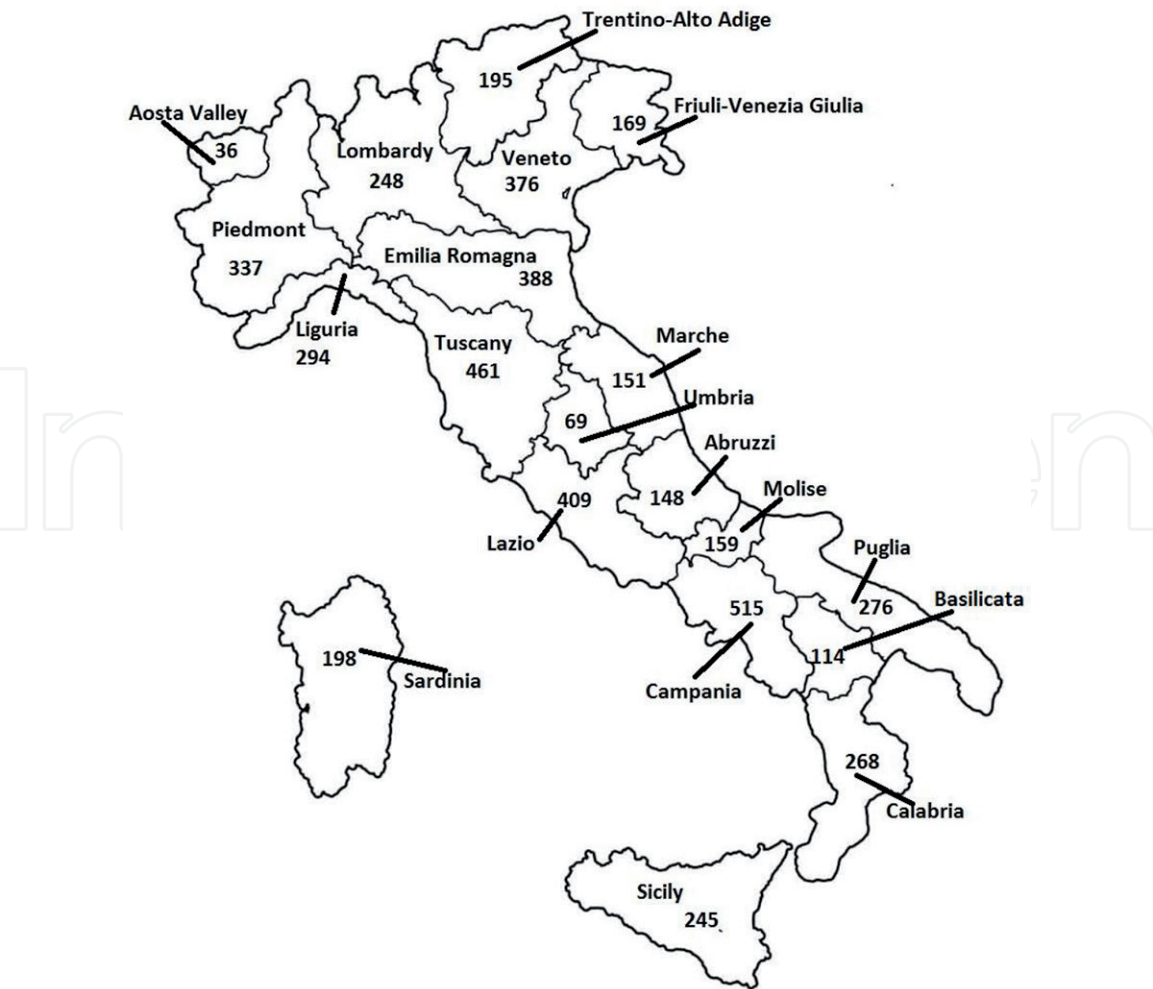 Trentino-Alto Adige
195
Aosta Valley
36
Friuli-Venezia Giulia
169
Lombardy
248
Veneto
376
Piedmont
337
Emilia Romagna
388
Liguria
294
Tuscany
461
Marche
151
Umbria
69
Abruzzi
148
Molise
159
Lazio
409
Puglia
276
Basilicata
114
Campania
515
Sardinia
198
Calabria
268
Sicily
245